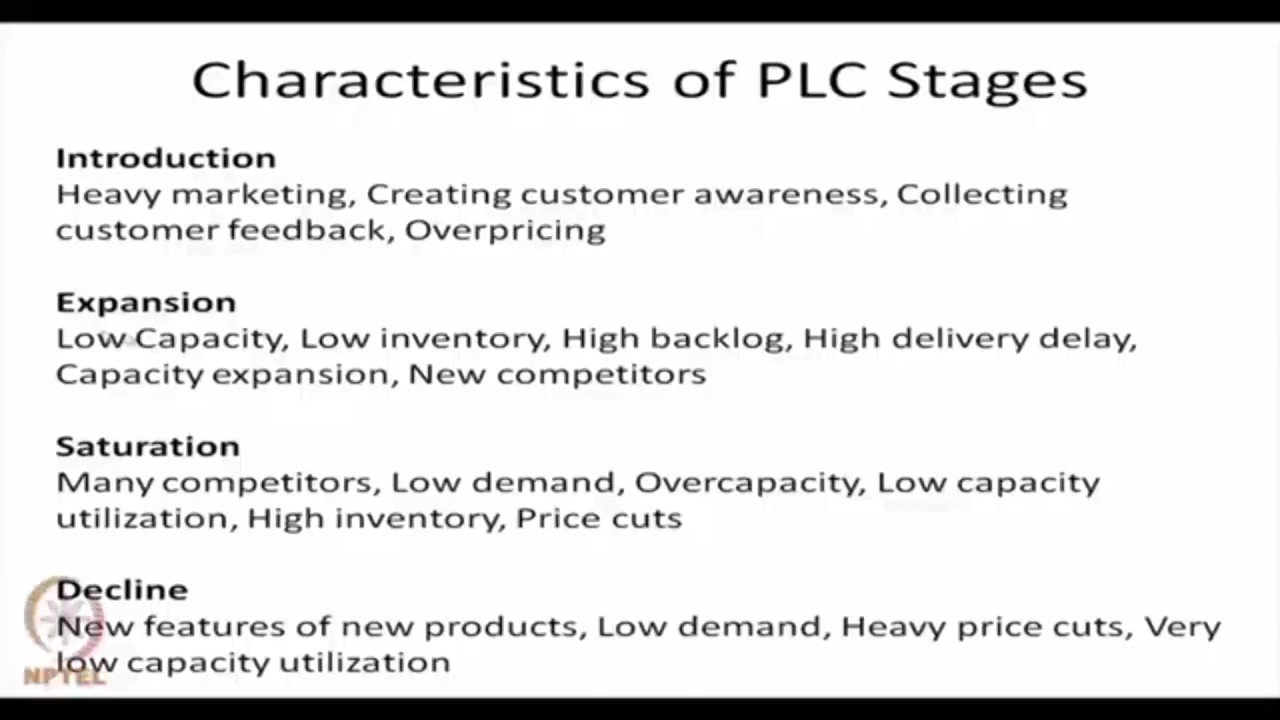 Characteristics of PLC Stages
Introduction
Heavy marketing, Creating customer awareness, Collecting
customer feedback, Overpricing
Expansion
Low Capacity, Low inventory, High backlog, High delivery delay,
Capacity expansion, New competitors
Saturation
Many competitors, Low demand, Overcapacity, Low capacity
utilization, High inventory, Price cuts
Decline
New features of new products, Low demand, Heavy price cuts, Very
low capacity utilization
NPTEL